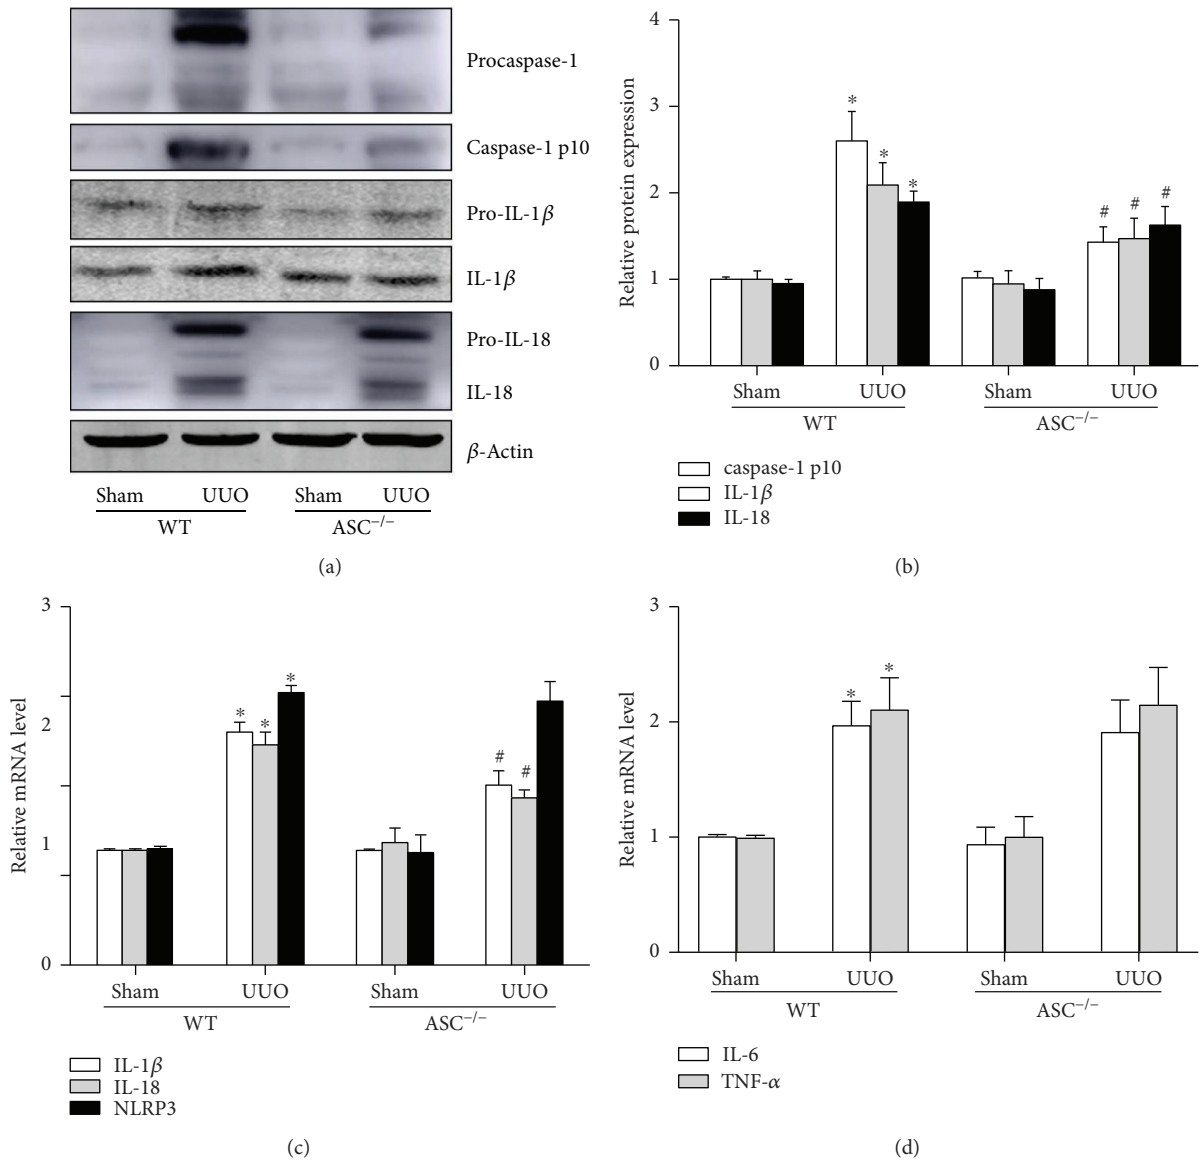 Procaspase-1
Caspase-1 p10
Pro-IL-1β
IL-1β
Pro-IL-18
IL-18
β-Actin
Sham UUO Sham UUO
WT ASC−/−
(a)
Relative protein expression
4
3
2
1
0
* * *
# # #
Sham UUO Sham UUO
WT ASC−/−
caspase-1 p10
IL-1β
IL-18
(b)
Relative mRNA level
3
2
1
0
* * *
# #
Sham UUO Sham UUO
WT ASC−/−
IL-1β
IL-18
NLRP3
(c)
Relative mRNA level
3
2
1
0
* *
Sham UUO Sham UUO
WT ASC−/−
IL-6
TNF-α
(d)